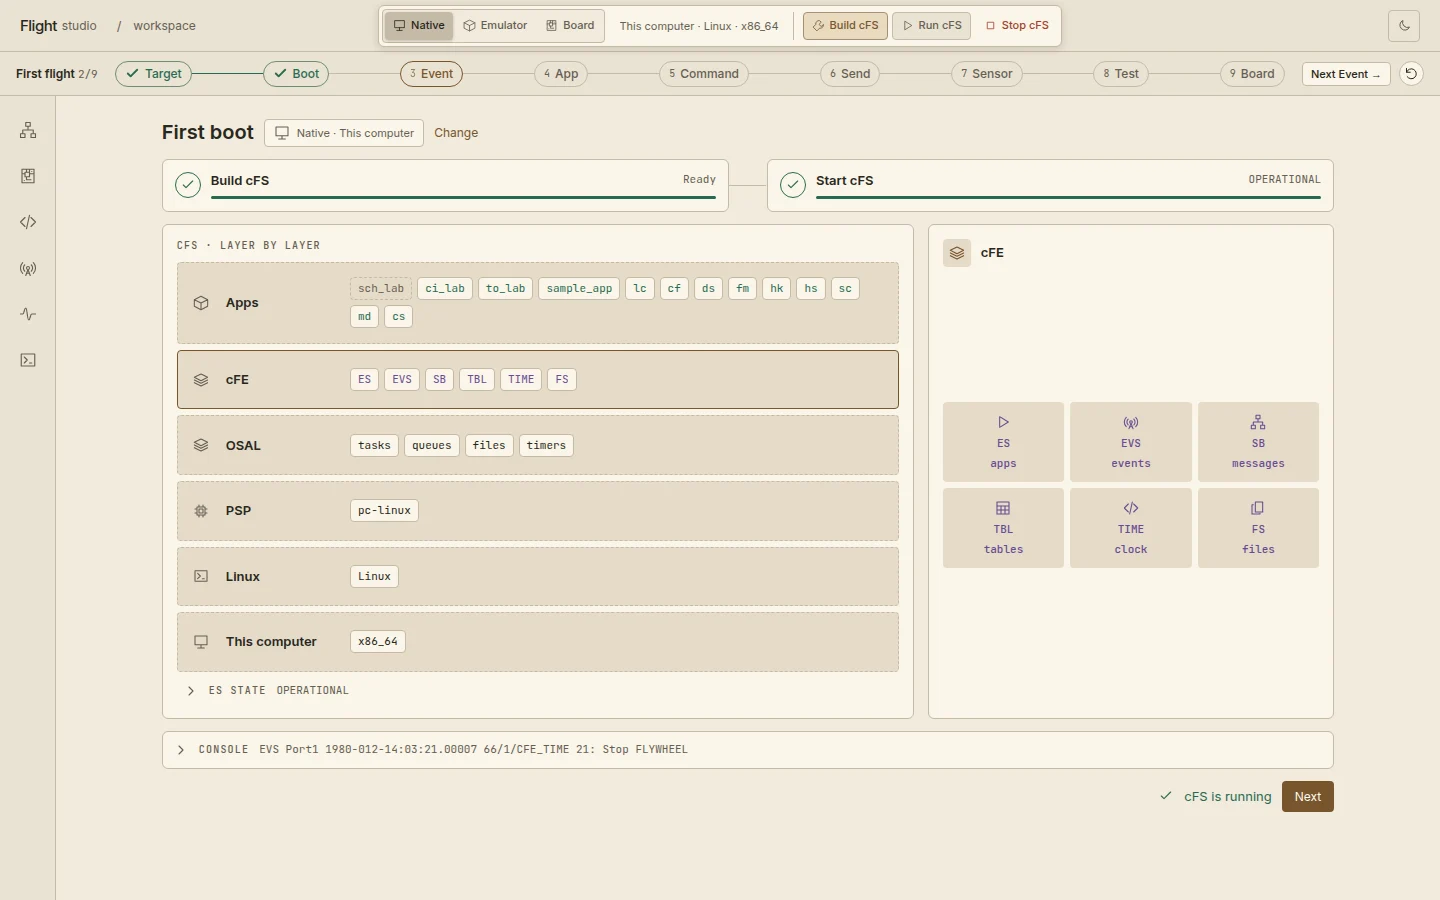 Flight studio / workspace
Native Emulator Board This computer · Linux · x86_64 Build cFS Run cFS Stop cFS
First flight 2/9 Target Boot 3 Event 4 App 5 Command 6 Send 7 Sensor 8 Test 9 Board Next Event →
First boot Native · This computer Change
Build cFS Ready
Start cFS OPERATIONAL
CFS · LAYER BY LAYER
Apps sch_lab ci_lab to_lab sample_app lc cf ds fm hk hs sc
md cs
cFE ES EVS SB TBL TIME FS
OSAL tasks queues files timers
PSP pc-linux
Linux Linux
This computer x86_64
ES STATE OPERATIONAL
cFE
ES EVS SB
apps events messages
TBL TIME FS
tables clock files
CONSOLE EVS Port1 1980-012-14:03:21.00007 66/1/CFE_TIME 21: Stop FLYWHEEL
cFS is running Next